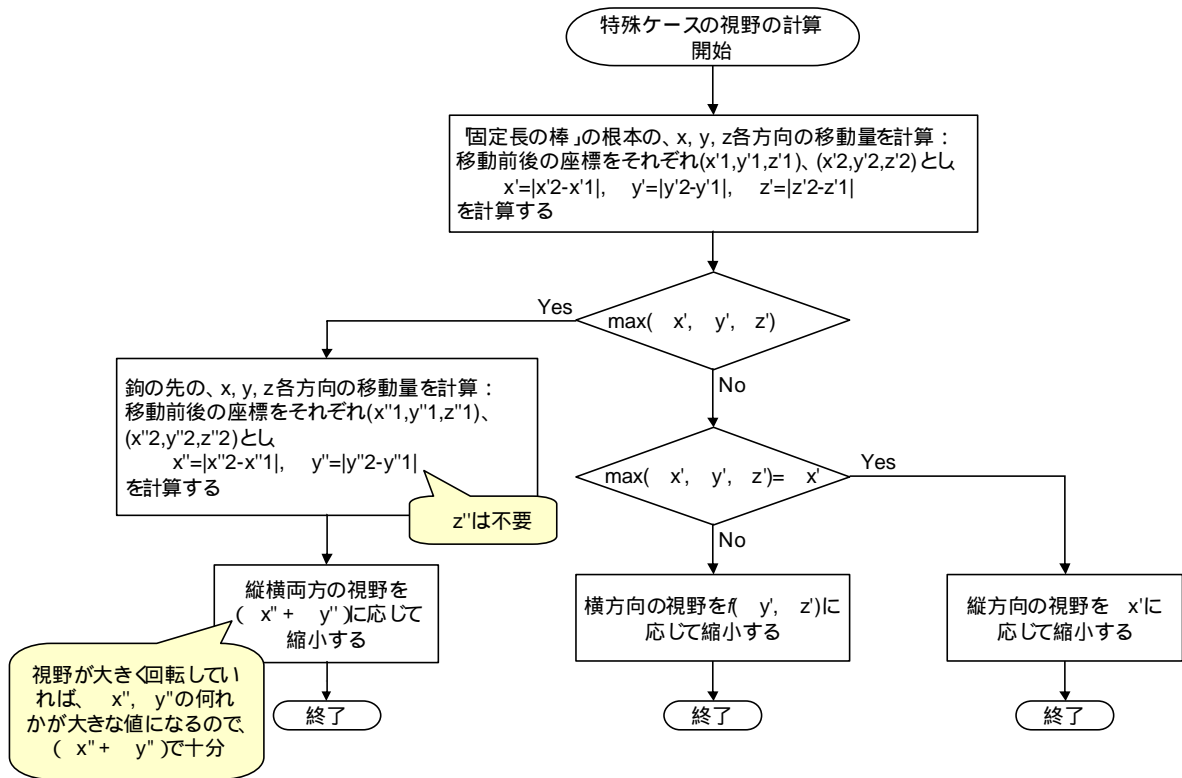 特殊ケースの視野の計算
開始
「固定長の棒」の根本の、x, y, z各方向の移動量を計算：
移動前後の座標をそれぞれ(x'1,y'1,z'1)、(x'2,y'2,z'2)とし、
x'=|x'2-x'1|, y'=|y'2-y'1|, z'=|z'2-z'1|
を計算する
Yes
max( x', y', z')
No
鉤の先の、x, y, z各方向の移動量を計算：
移動前後の座標をそれぞれ(x"1,y"1,z"1)、
(x"2,y"2,z"2)とし、
x"=|x"2-x"1|, y"=|y"2-y"1|
を計算する
z"は不要
max( x', y', z')= x'
Yes
No
縦横両方の視野を
( x"+ y")に応じて
縮小する
横方向の視野をf( y', z')に
応じて縮小する
縦方向の視野を x'に
応じて縮小する
視野が大きく回転してい
れば、 x", y"の何れ
かが大きな値になるので、
( x"+ y")で十分
終了
終了
終了